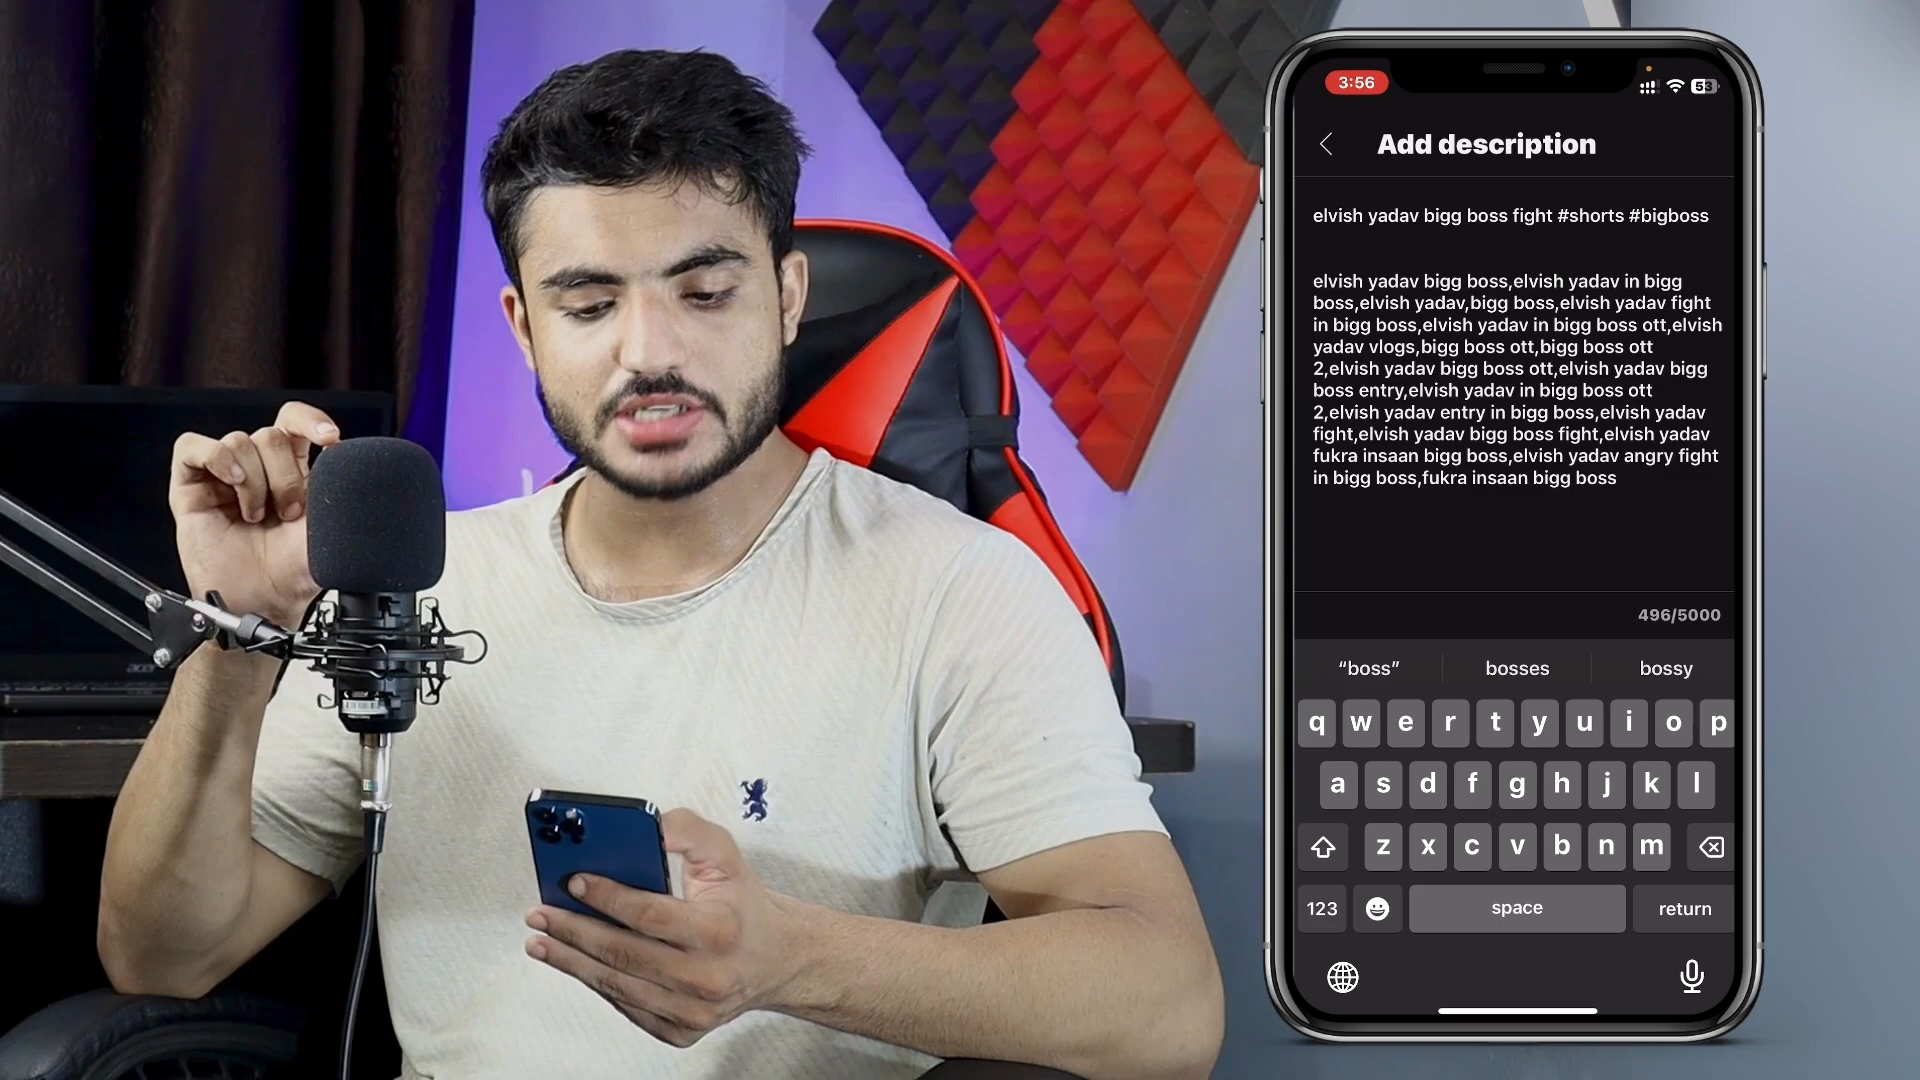 3:56
53
Add description
elvish yadav bigg boss fight #shorts #bigboss
elvish yadav bigg boss,elvish yadav in bigg
boss,elvish yadav,bigg boss,elvish yadav fight
in bigg boss,elvish yadav in bigg boss ott,elvish
yadav vlogs,bigg boss ott,bigg boss ott
2,elvish yadav bigg boss ott,elvish yadav bigg
boss entry,elvish yadav in bigg boss ott
2,elvish yadav entry in bigg boss,elvish yadav
fight,elvish yadav bigg boss fight,elvish yadav
fukra insaan bigg boss,elvish yadav angry fight
in bigg boss,fukra insaan bigg boss
496/5000
“boss” bosses bossy
q w e r t y u i o p
a s d f g h j k l
z x c v b n m
123 space return
acer